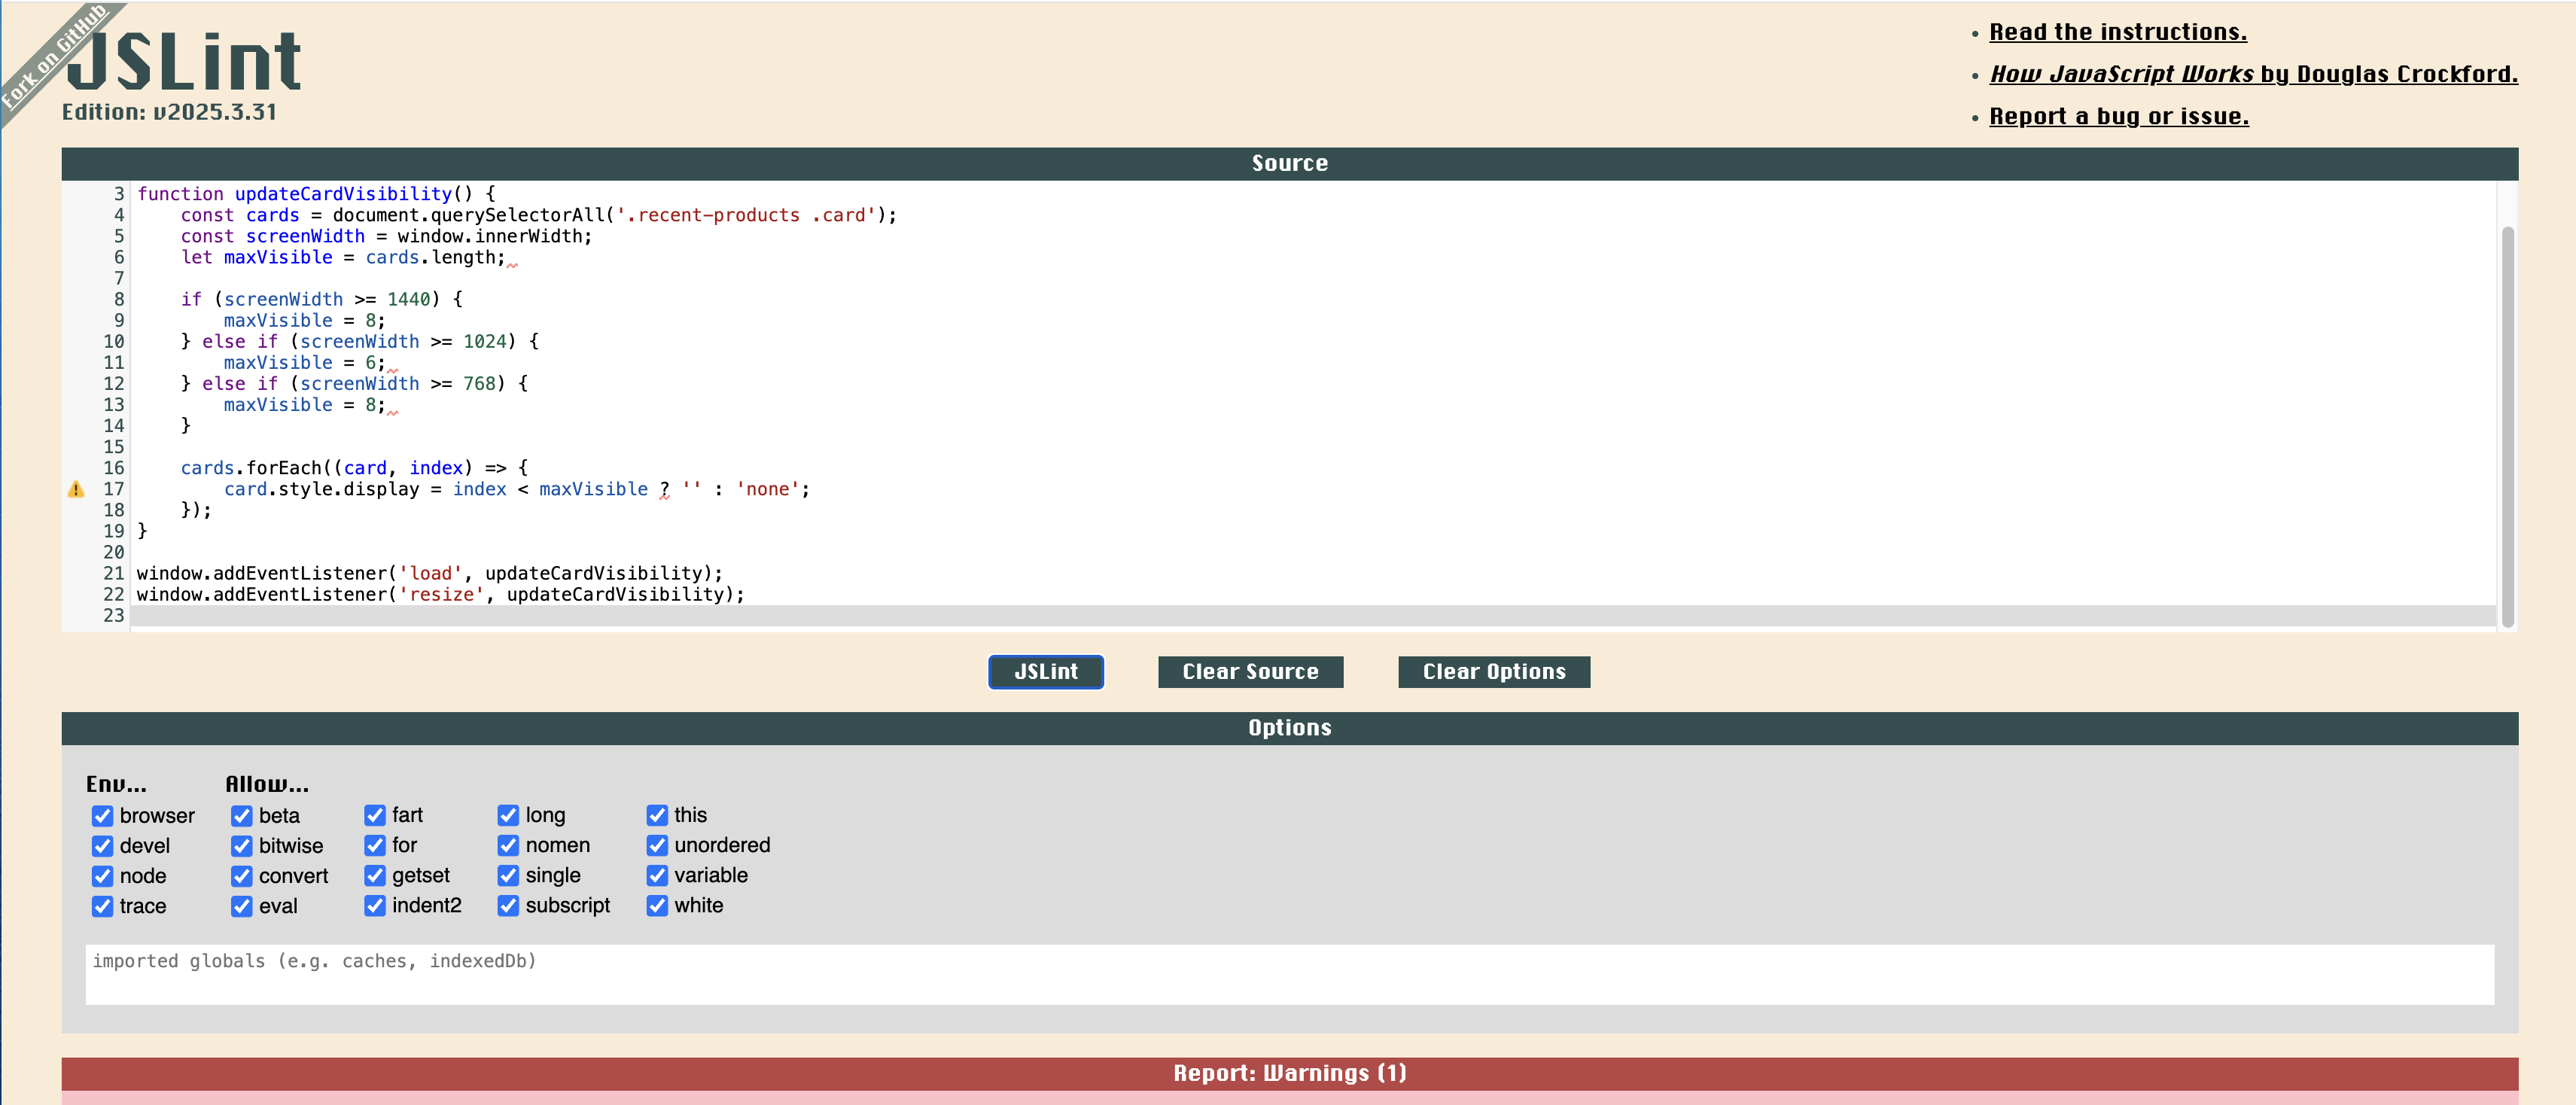 Fork on GitHub
JSLint
Edition: v2025.3.31
Read the instructions.
How JavaScript Works by Douglas Crockford.
Report a bug or issue.
Source
3 function updateCardVisibility() {
4     const cards = document.querySelectorAll('.recent-products .card');
5     const screenWidth = window.innerWidth;
6     let maxVisible = cards.length;
7
8     if (screenWidth >= 1440) {
9         maxVisible = 8;
10     } else if (screenWidth >= 1024) {
11         maxVisible = 6;
12     } else if (screenWidth >= 768) {
13         maxVisible = 8;
14     }
15
16     cards.forEach((card, index) => {
17         card.style.display = index < maxVisible ? '' : 'none';
18     });
19 }
20
21 window.addEventListener('load', updateCardVisibility);
22 window.addEventListener('resize', updateCardVisibility);
23
JSLint Clear Source Clear Options
Options
Env... Allow...
browser beta fart long this
devel bitwise for nomen unordered
node convert getset single variable
trace eval indent2 subscript white
imported globals (e.g. caches, indexedDb)
Report: Warnings (1)